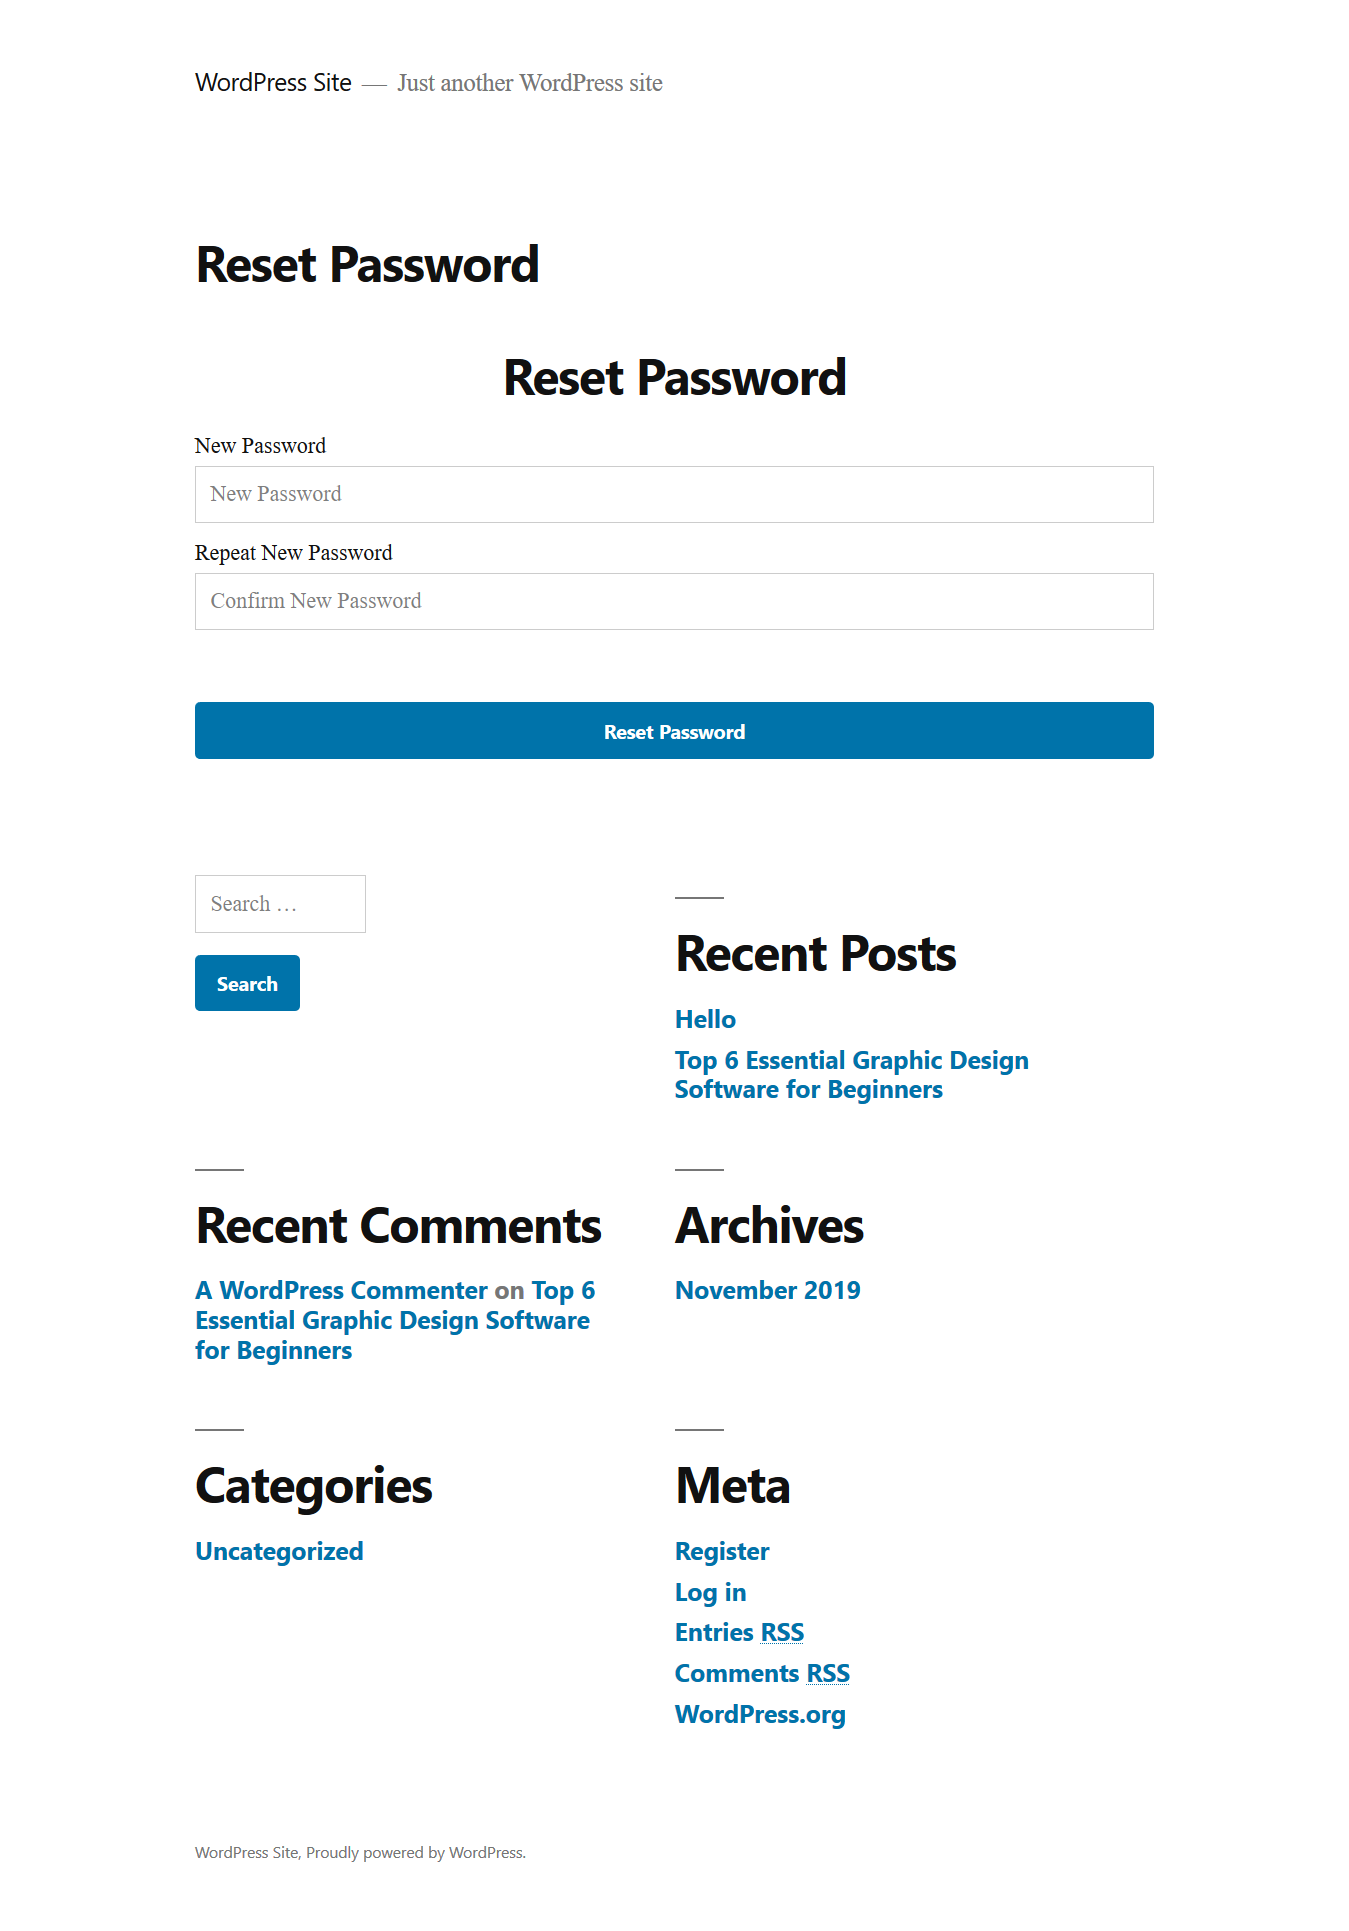 WordPress Site — Just another WordPress site
Reset Password
Reset Password
New Password
New Password
Repeat New Password
Confirm New Password
Reset Password
Search …
Search
Recent Posts
Hello
Top 6 Essential Graphic Design
Software for Beginners
Recent Comments
A WordPress Commenter on Top 6
Essential Graphic Design Software
for Beginners
Archives
November 2019
Categories
Uncategorized
Meta
Register
Log in
Entries RSS
Comments RSS
WordPress.org
WordPress Site, Proudly powered by WordPress.